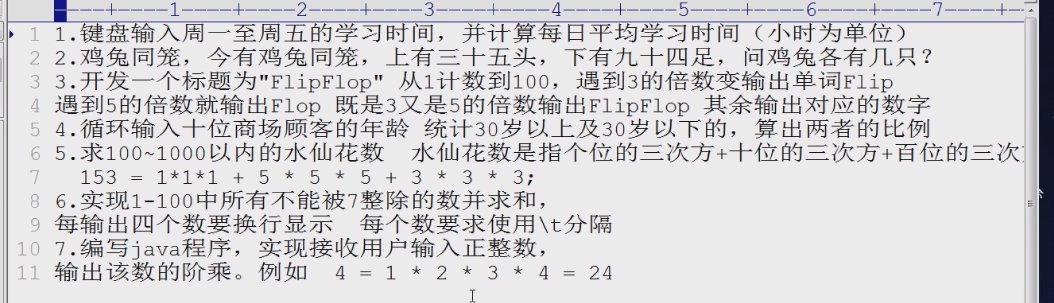 ----+----1----+----2----+----3----+----4----+----5----+----6----+----7----+-
1 1.键盘输入周一至周五的学习时间，并计算每日平均学习时间（小时为单位）
2 2.鸡兔同笼，今有鸡兔同笼，上有三十五头，下有九十四足，问鸡兔各有几只？
3 3.开发一个标题为"FlipFlop" 从1计数到100，遇到3的倍数变输出单词Flip
4 遇到5的倍数就输出Flop 既是3又是5的倍数输出FlipFlop 其余输出对应的数字
5 4.循环输入十位商场顾客的年龄 统计30岁以上及30岁以下的，算出两者的比例
6 5.求100~1000以内的水仙花数  水仙花数是指个位的三次方+十位的三次方+百位的三次
7   153 = 1*1*1 + 5 * 5 * 5 + 3 * 3 * 3;
8 6.实现1-100中所有不能被7整除的数并求和，
9 每输出四个数要换行显示  每个数要求使用\t分隔
10 7.编写java程序，实现接收用户输入正整数，
11 输出该数的阶乘。例如  4 = 1 * 2 * 3 * 4 = 24